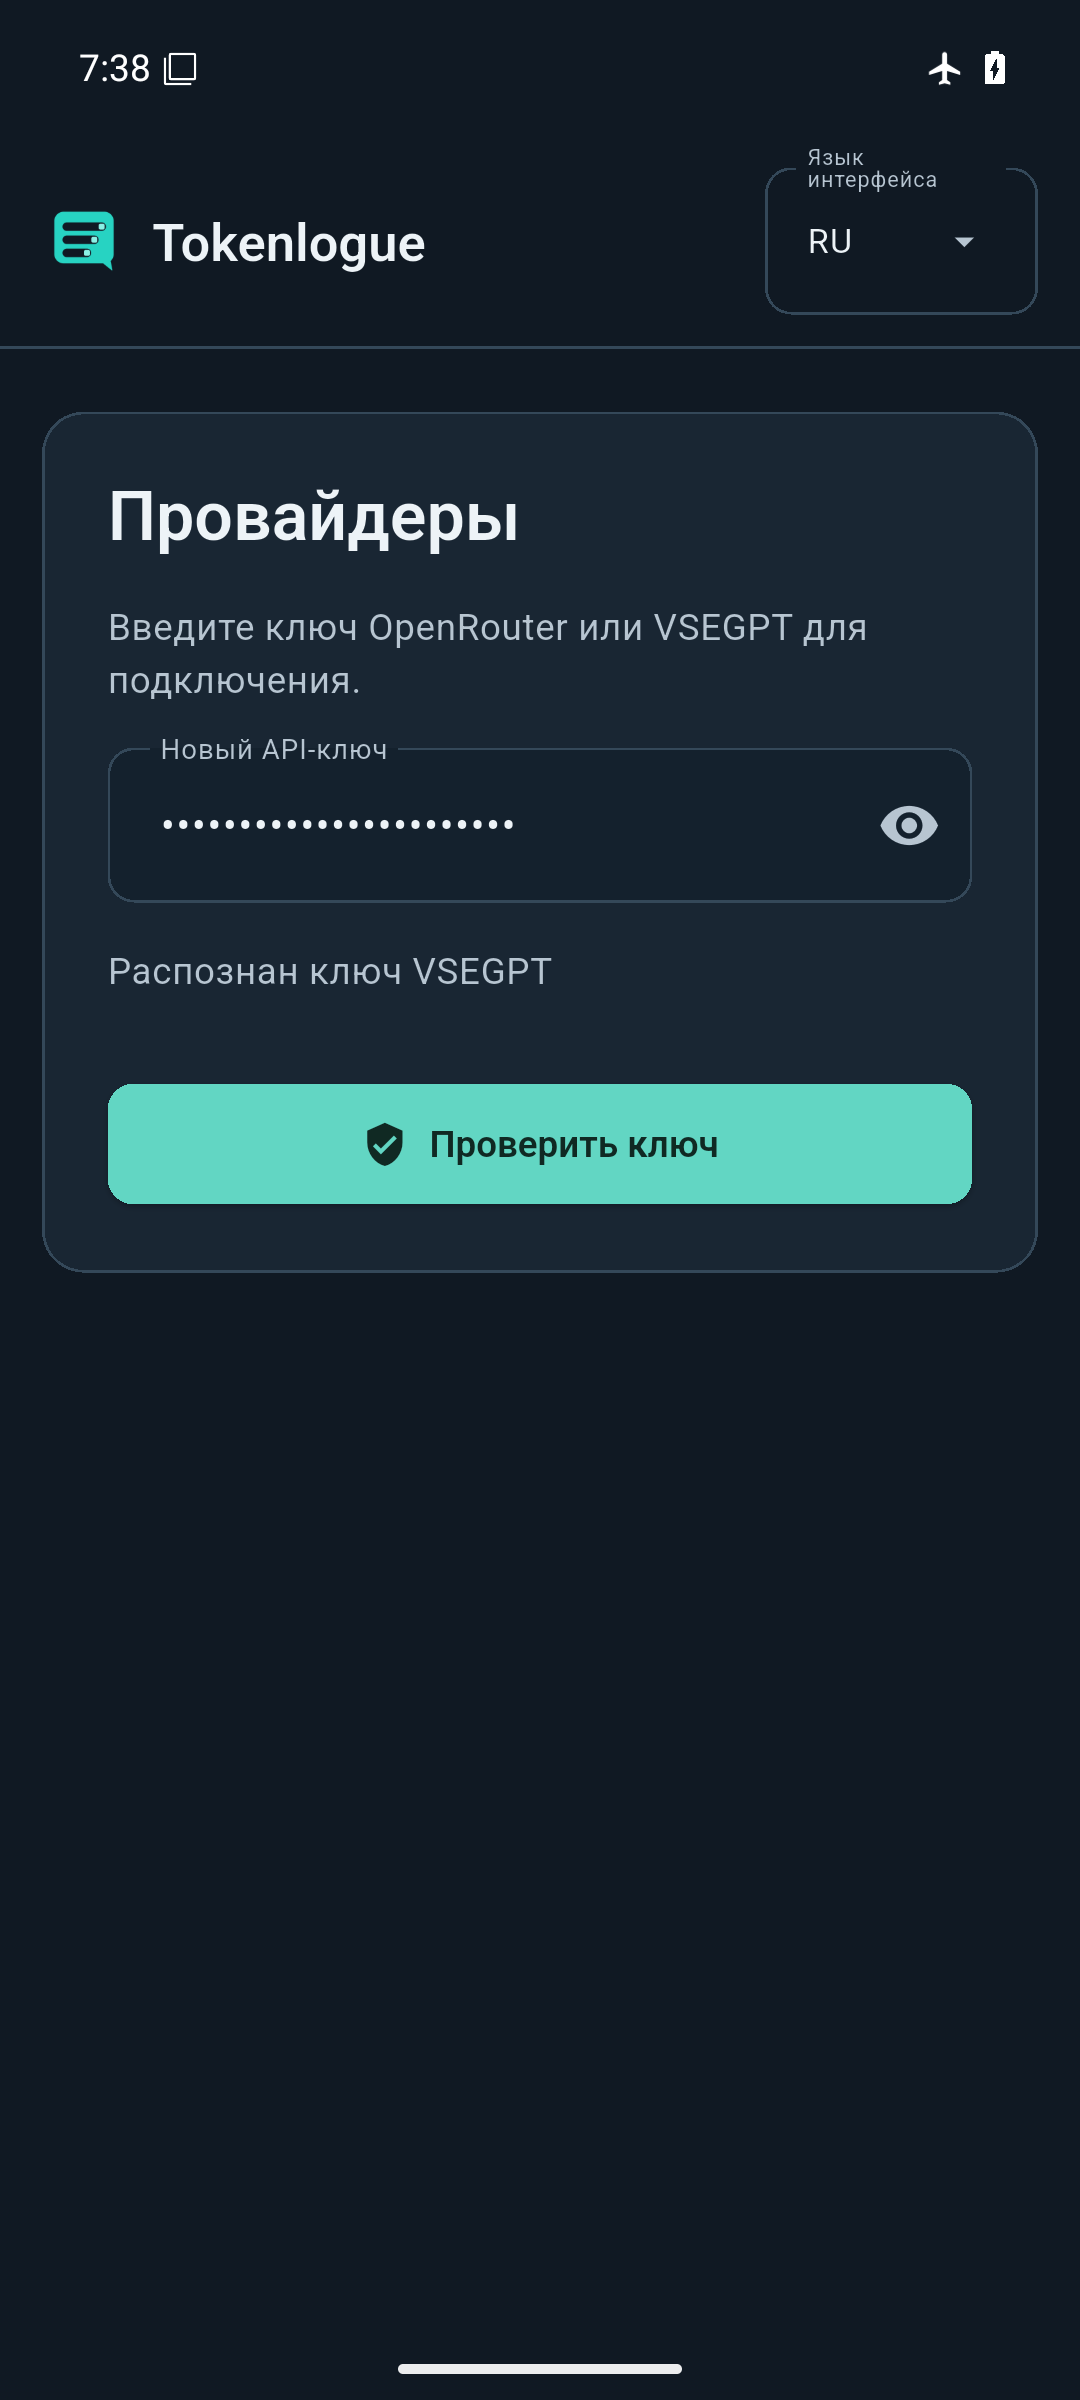 7:38
Язык
интерфейса
Tokenlogue
RU
Провайдеры
Введите ключ OpenRouter или VSEGPT для
подключения.
Новый API-ключ
•••••••••••••••••••••••
Распознан ключ VSEGPT
Проверить ключ